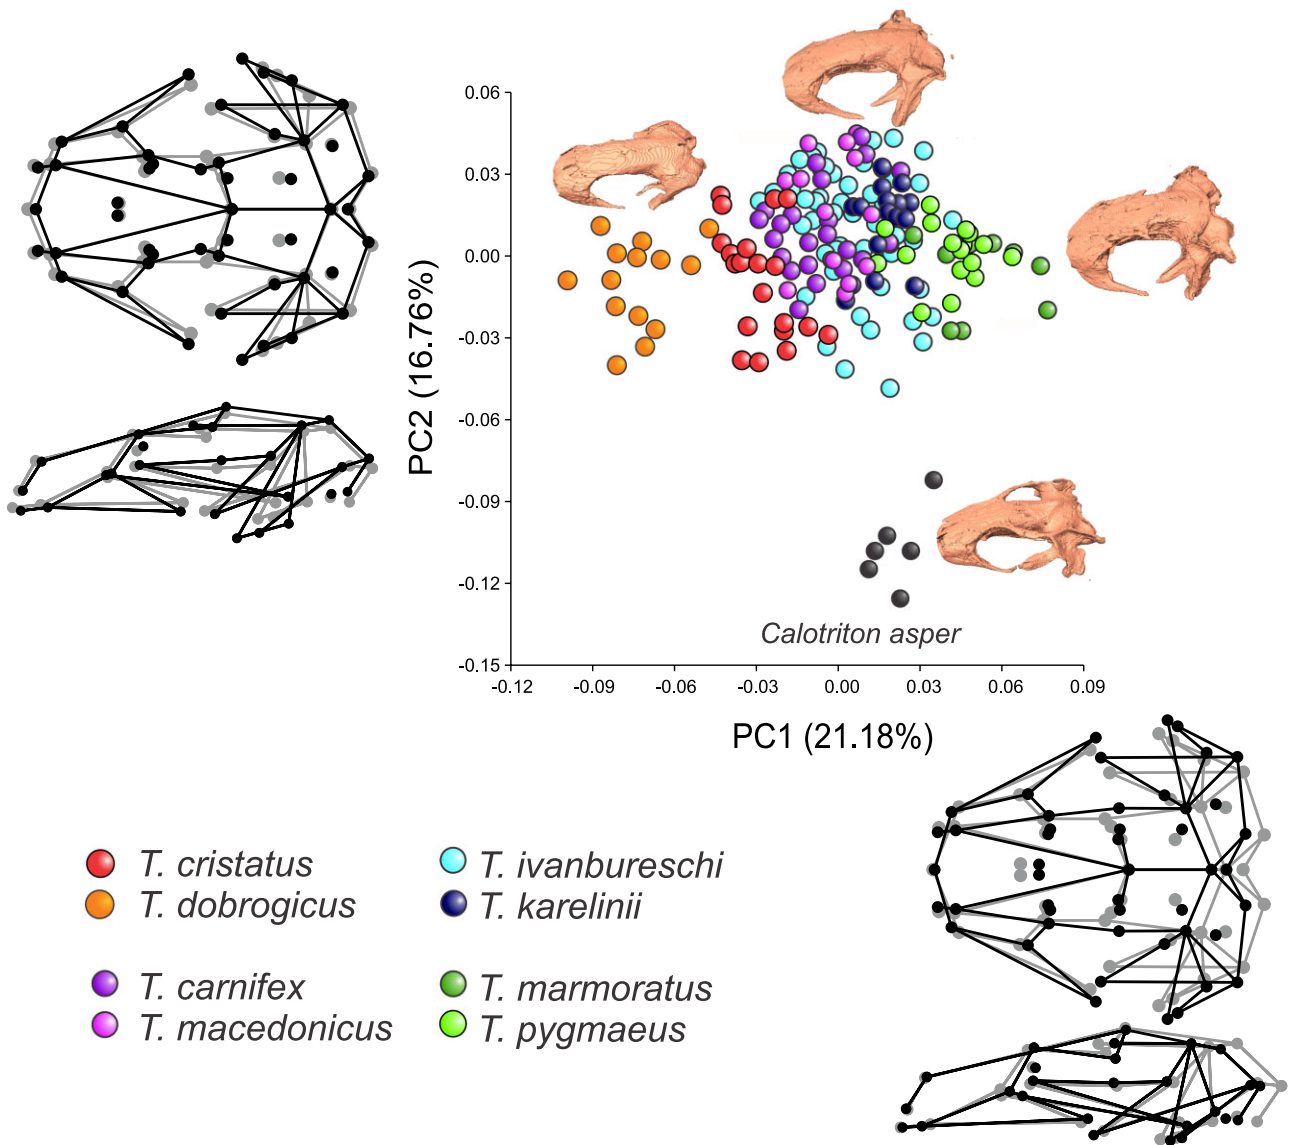 0.06
0.03
0.00
-0.03
-0.06
-0.09
-0.12
-0.15
PC2 (16.76%)
Calotriton asper
-0.12 -0.09 -0.06 -0.03 0.00 0.03 0.06 0.09
PC1 (21.18%)
T. cristatus
T. dobrogicus
T. carnifex
T. macedonicus
T. ivanbureschi
T. karelinii
T. marmoratus
T. pygmaeus